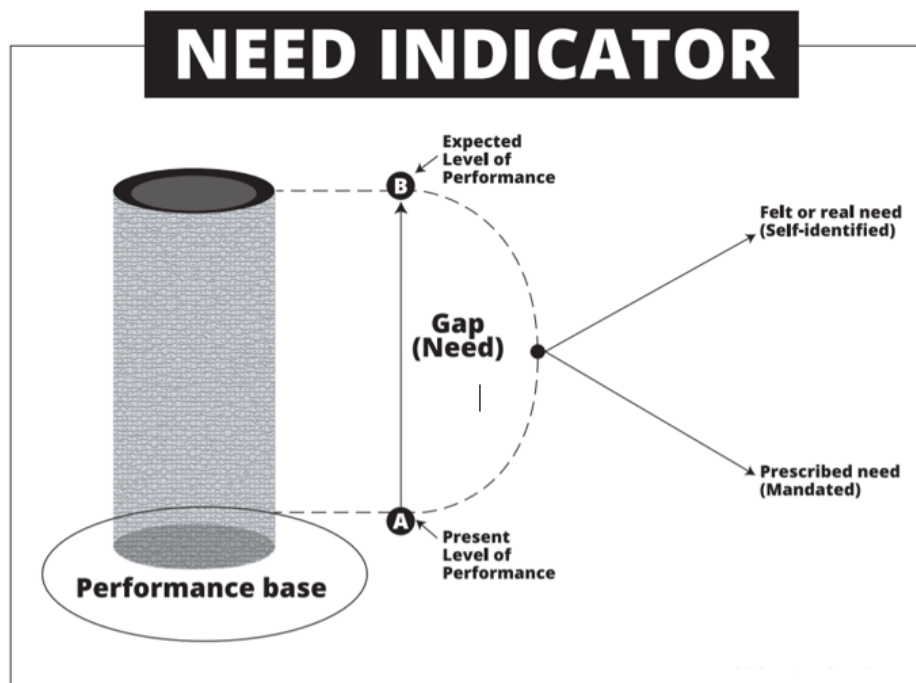 NEED INDICATOR
Expected
Level of
Performance
B
Felt or real need
(Self-identified)
Gap
(Need)
Prescribed need
(Mandated)
A
Present
Level of
Performance
Performance base